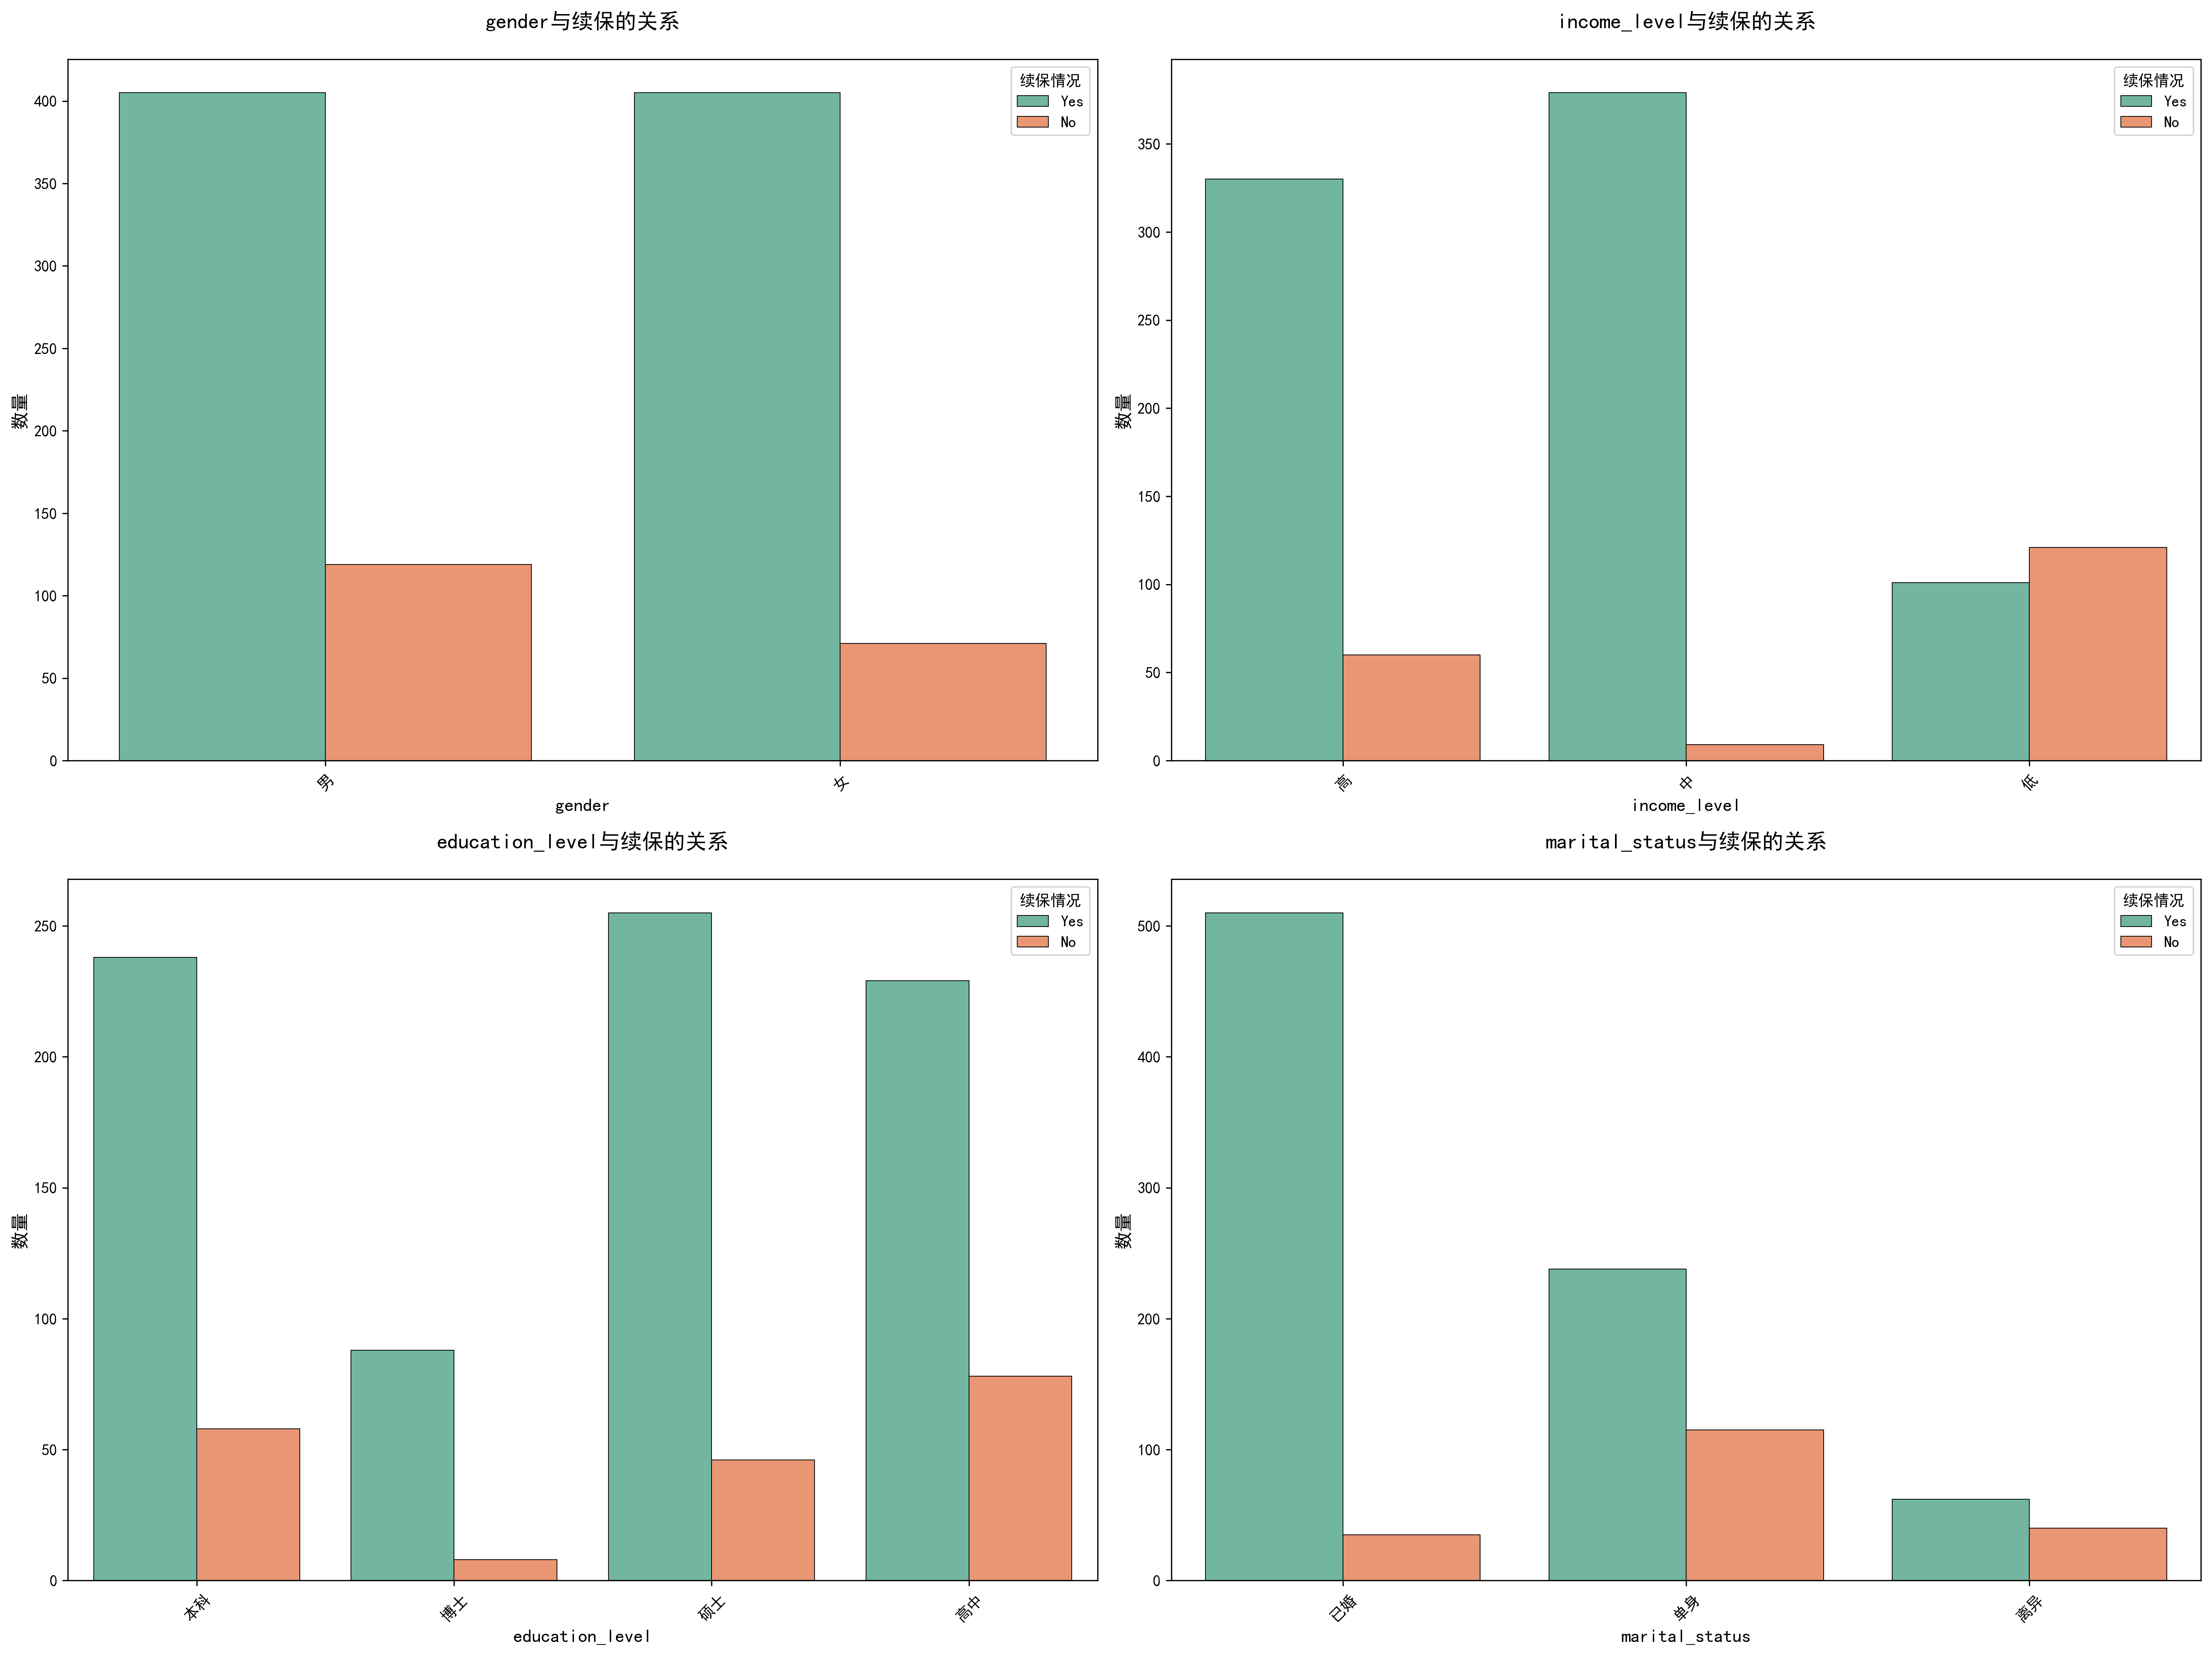 gender与续保的关系
续保情况
Yes
No
400
350
300
250
200
150
100
50
0
数量
男
女
gender
income_level与续保的关系
续保情况
Yes
No
350
300
250
200
150
100
50
0
数量
高
中
低
income_level
education_level与续保的关系
续保情况
Yes
No
250
200
150
100
50
0
数量
本科
博士
硕士
高中
education_level
marital_status与续保的关系
续保情况
Yes
No
500
400
300
200
100
0
数量
已婚
单身
离异
marital_status